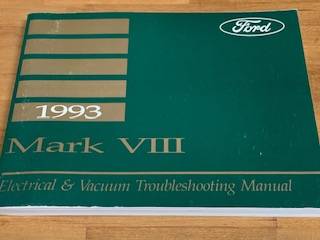 Ford
1993
Mark VIII
Electrical & Vacuum Troubleshooting Manual